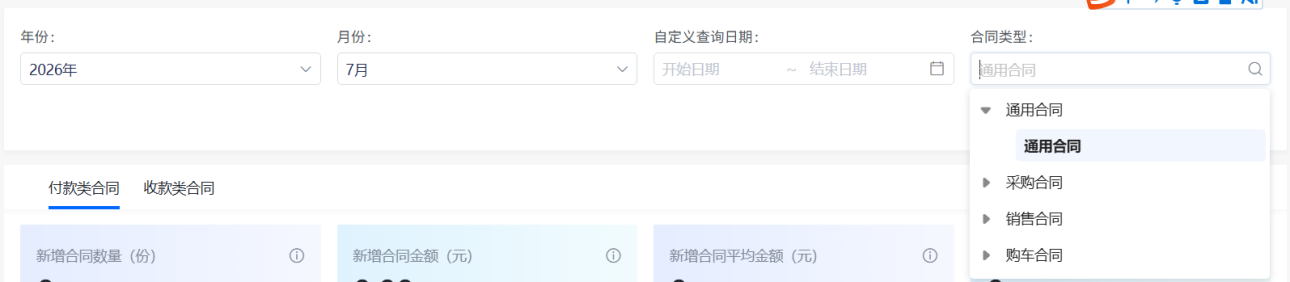 年份：
月份：
自定义查询日期：
合同类型：
2026年
7月
开始日期 ~ 结束日期
通用合同
通用合同
通用合同
采购合同
销售合同
购车合同
付款类合同
收款类合同
新增合同数量（份）
新增合同金额（元）
新增合同平均金额（元）